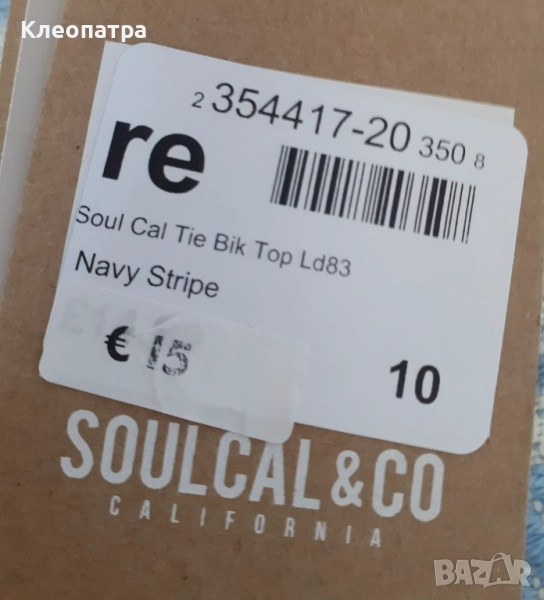 Клеопатра
2 354417-20 350 8
re
Soul Cal Tie Bik Top Ld83
Navy Stripe
€ 15
10
SOULCAL & CO
CALIFORNIA
BAZAR